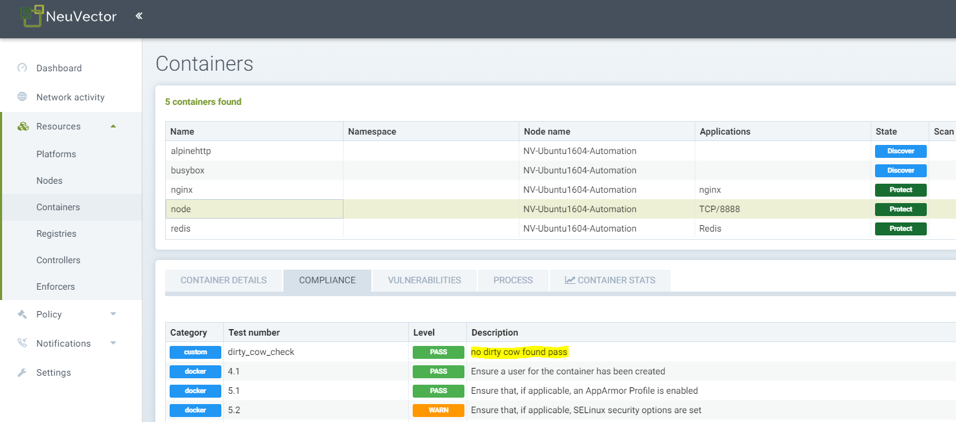 NeuVector «
Dashboard
Network activity
Resources
Platforms
Nodes
Containers
Registries
Controllers
Enforcers
Policy
Notifications
Settings
Containers
5 containers found
Name Namespace Node name Applications State Scan
alpinehttp NV-Ubuntu1604-Automation Discover
busybox NV-Ubuntu1604-Automation Discover
nginx NV-Ubuntu1604-Automation nginx Protect
node NV-Ubuntu1604-Automation TCP/8888 Protect
redis NV-Ubuntu1604-Automation Redis Protect
CONTAINER DETAILS COMPLIANCE VULNERABILITIES PROCESS CONTAINER STATS
Category Test number Level Description
custom dirty_cow_check PASS no dirty cow found pass
docker 4.1 PASS Ensure a user for the container has been created
docker 5.1 PASS Ensure that, if applicable, an AppArmor Profile is enabled
docker 5.2 WARN Ensure that, if applicable, SELinux security options are set